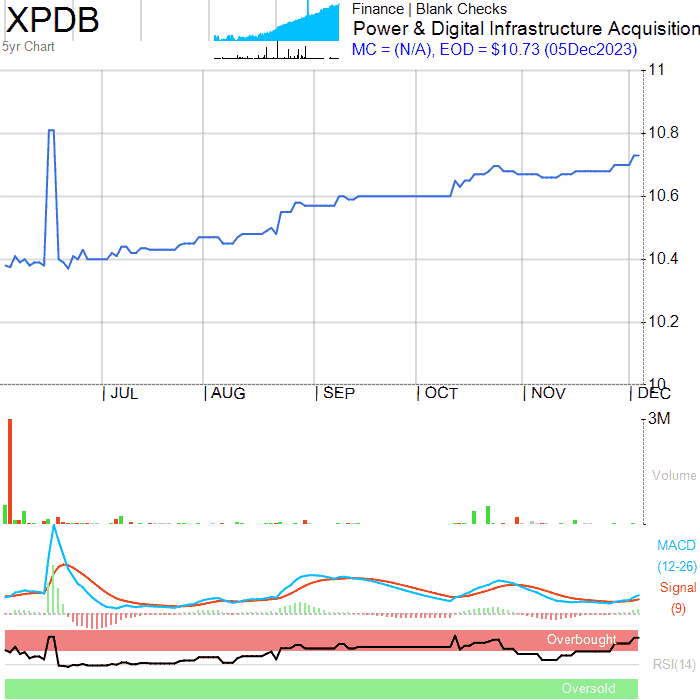 XPDB
5yr Chart
Finance | Blank Checks
Power & Digital Infrastructure Acquisition
MC = (N/A), EOD = $10.73 (05Dec2023)
11
10.8
10.6
10.4
10.2
10
| JUL | AUG | SEP | OCT | NOV | DEC
3M
Volume
MACD
(12-26)
Signal
(9)
Overbought
RSI(14)
Oversold